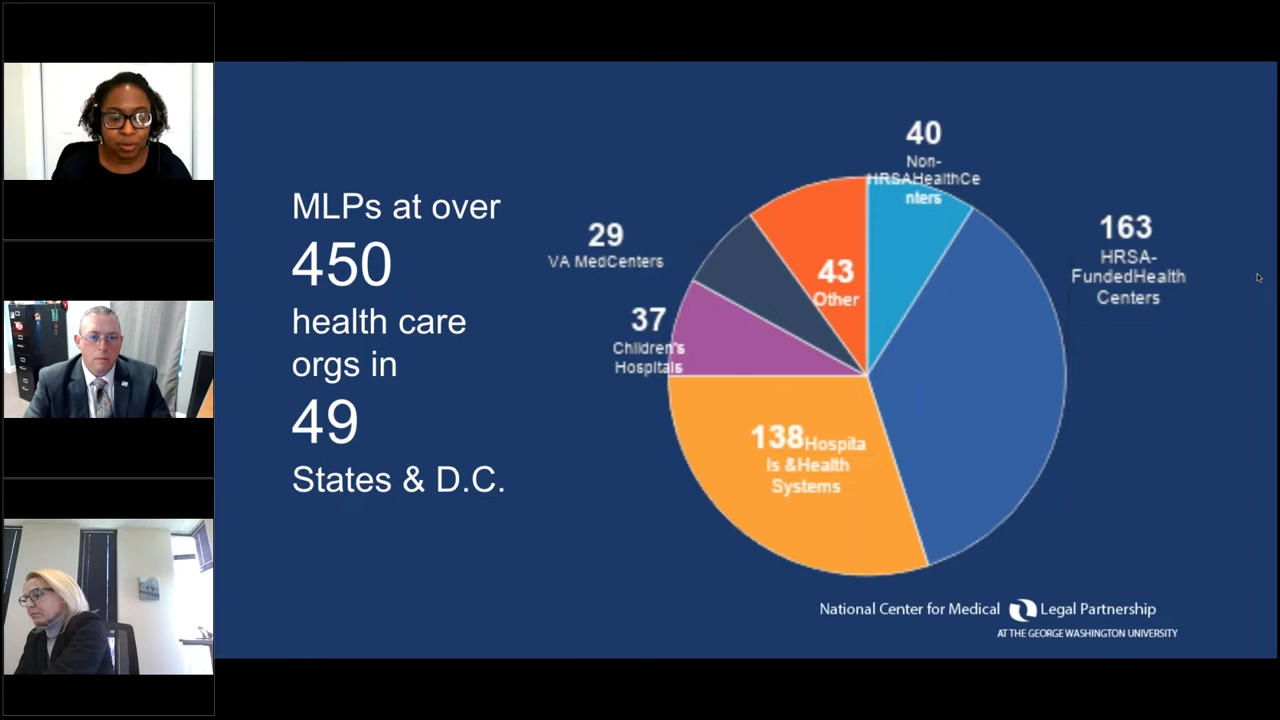 MLPs at over
450
health care
orgs in
49
States & D.C.
40
Non-
HRSAHealthCe
nters
163
HRSA-
FundedHealth
Centers
29
VA MedCenters
43
Other
37
Children's
Hospitals
138Hospita
ls &Health
Systems
National Center for Medical Legal Partnership
AT THE GEORGE WASHINGTON UNIVERSITY